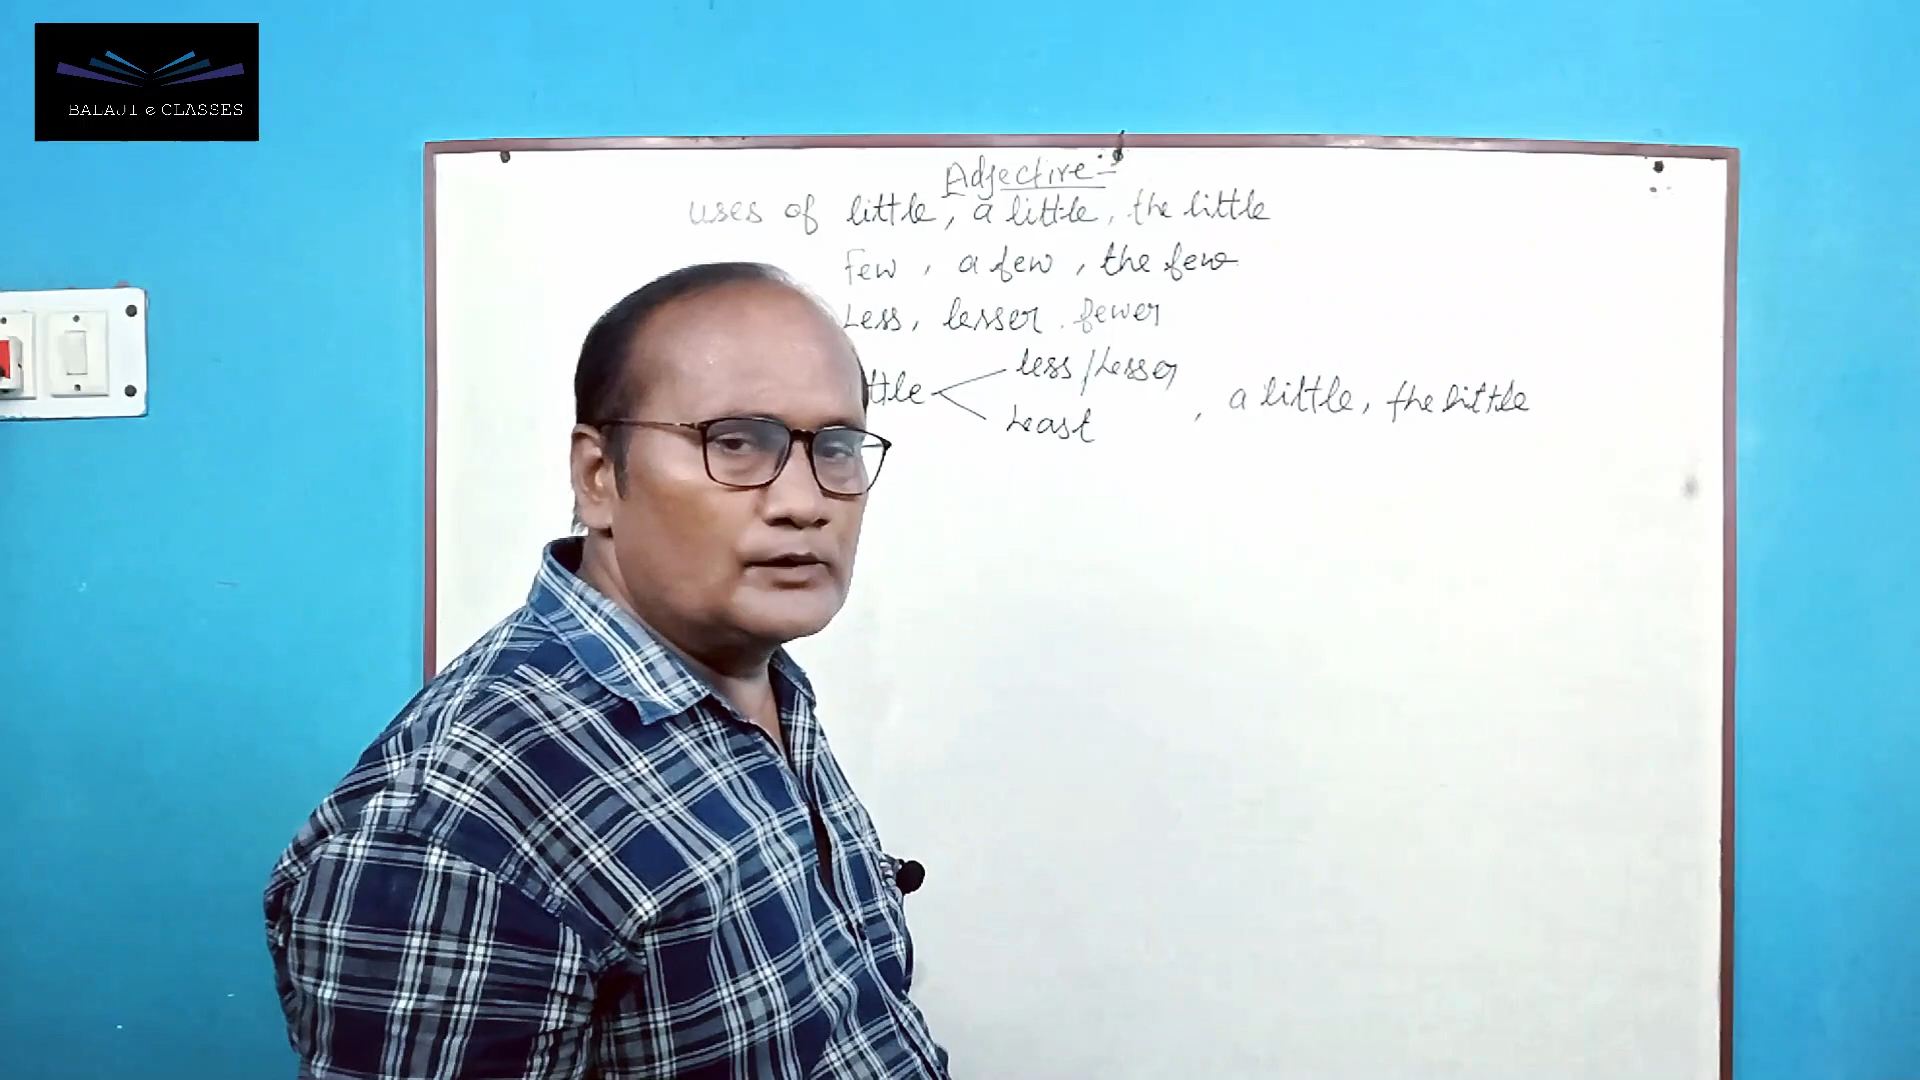 BALAJI e CLASSES
Adjective:-
uses of little, a little, the little
Few, a few, the few
Less, lesser, fewer
ttle < less/Lesser
Least, a little, the little